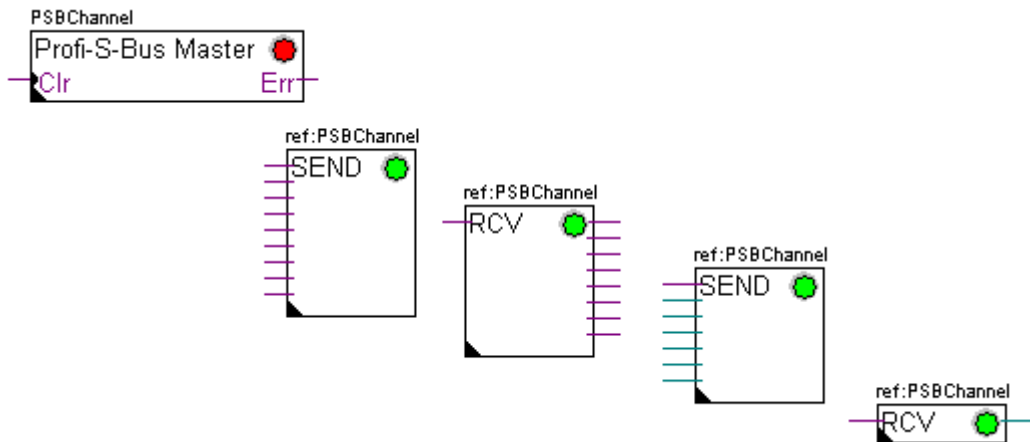 PSBChannel
Profi-S-Bus Master
Clr Err
ref:PSBChannel
SEND
ref:PSBChannel
RCV
ref:PSBChannel
SEND
ref:PSBChannel
RCV